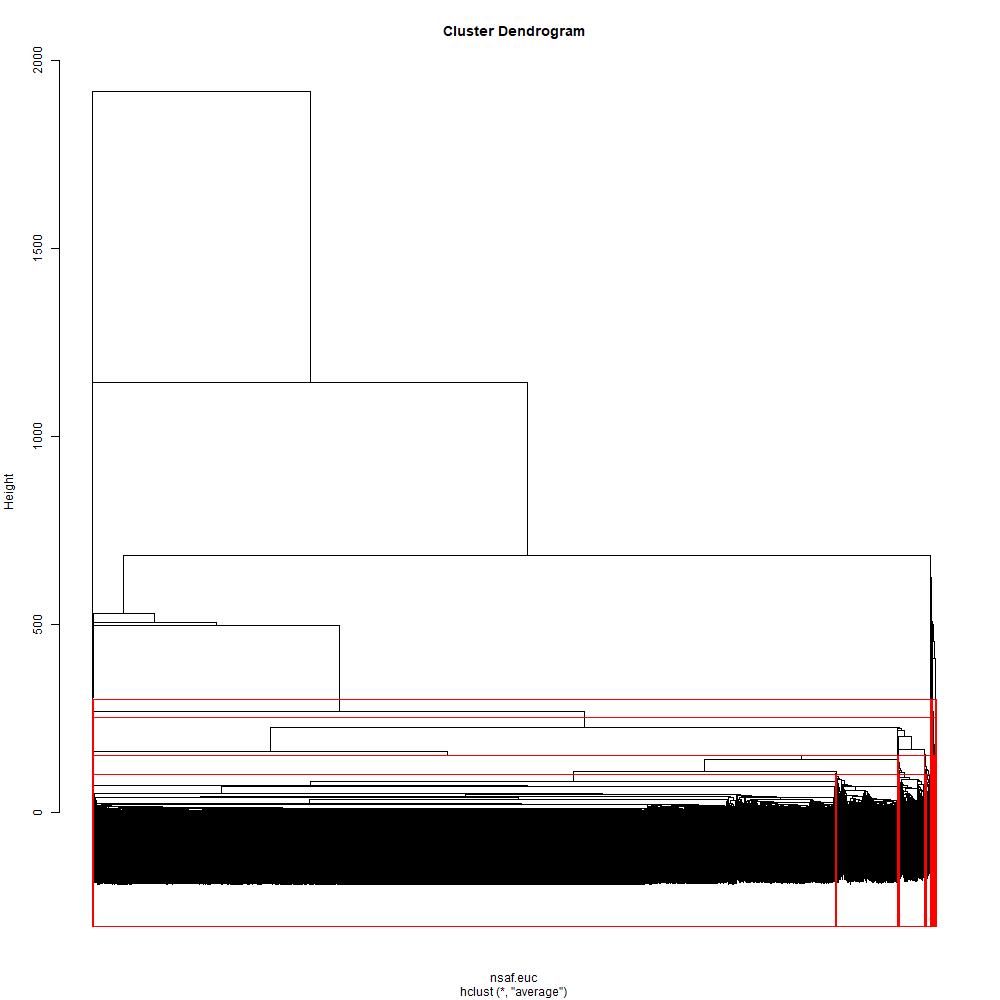 Cluster Dendrogram
2000
1500
1000
500
0
Height
nsaf.euc
hclust (*, "average")